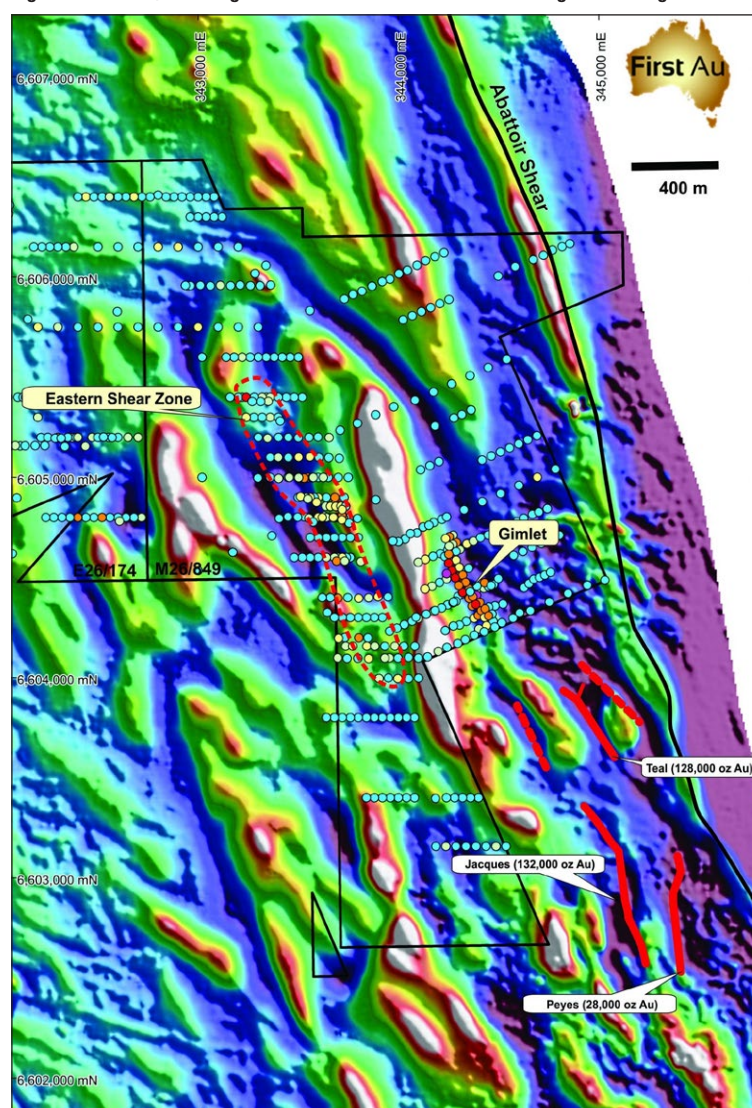 343,000 mE
344,000 mE
345,000 mE
6,607,000 mN
First Au
Abattoir Shear
400 m
6,606,000 mN
Eastern Shear Zone
6,605,000 mN
Gimlet
E26/174
M26/849
6,604,000 mN
Teal (128,000 oz Au)
Jacques (132,000 oz Au)
6,603,000 mN
Peyes (28,000 oz Au)
6,602,000 mN